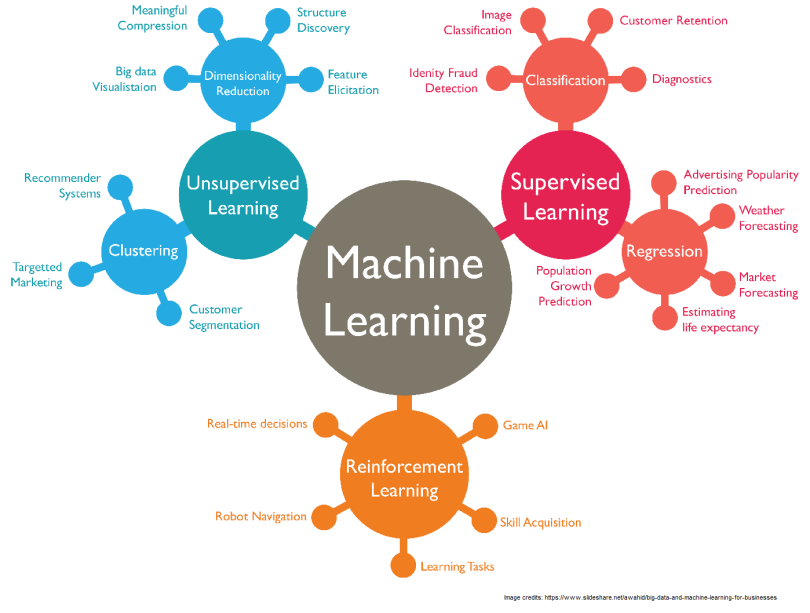 Meaningful
Compression
Structure
Discovery
Big data
Visualistaion
Dimensionality
Reduction
Feature
Elicitation
Image
Classification
Customer Retention
Idenity Fraud
Detection
Classification
Diagnostics
Unsupervised
Learning
Supervised
Learning
Recommender
Systems
Clustering
Targetted
Marketing
Customer
Segmentation
Machine
Learning
Advertising Popularity
Prediction
Weather
Forecasting
Regression
Population
Growth
Prediction
Market
Forecasting
Estimating
life expectancy
Real-time decisions
Game AI
Reinforcement
Learning
Robot Navigation
Skill Acquisition
Learning Tasks
Image credits: https://www.slideshare.net/awahid/big-data-and-machine-learning-for-businesses